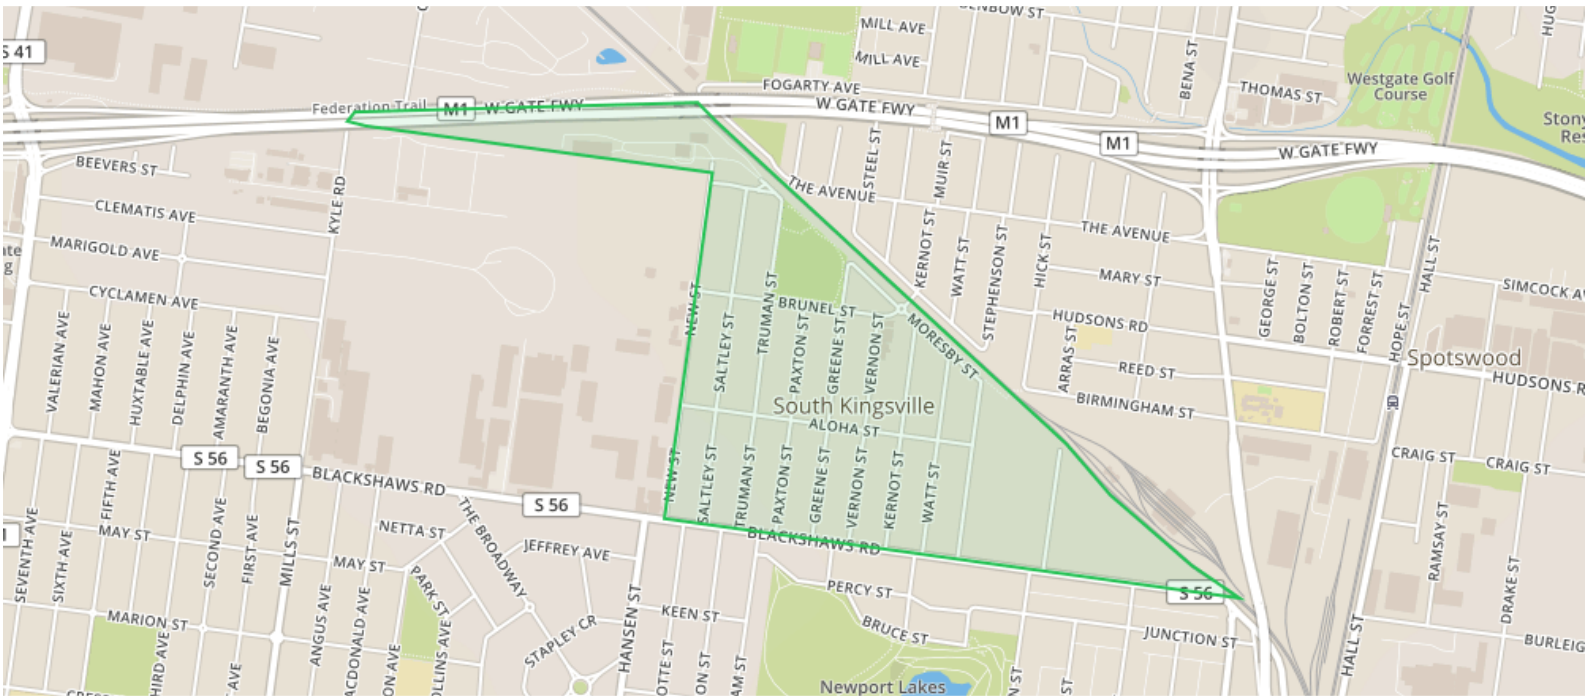 S 41
MILL AVE
MILL AVE
FOGARTY AVE
BENA ST
THOMAS ST
Westgate Golf
Course
Federation Trail
M1
W GATE FWY
W GATE FWY
M1
M1
W GATE FWY
BEEVERS ST
CLEMATIS AVE
MARIGOLD AVE
CYCLAMEN AVE
KYLE RD
STEEL ST
MUIR ST
THE AVENUE
THE AVENUE
KERNOT ST
WATT ST
STEPHENSON ST
HICK ST
MARY ST
HUDSONS RD
GEORGE ST
BOLTON ST
ROBERT ST
FORREST ST
HOPE ST
HALL ST
SIMCOCK AV
Spotswood
HUDSONS R
ARRAS ST
REED ST
BIRMINGHAM ST
CRAIG ST
CRAIG ST
NEW ST
BRUNEL ST
MORESBY ST
SALTLEY ST
TRUMAN ST
PAXTON ST
GREENE ST
VERNON ST
South Kingsville
ALOHA ST
NEW ST
SALTLEY ST
TRUMAN ST
PAXTON ST
GREENE ST
VERNON ST
KERNOT ST
WATT ST
BLACKSHAWS RD
VALERIAN AVE
MAHON AVE
HUXTABLE AVE
DELPHIN AVE
AMARANTH AVE
BEGONIA AVE
S 56
S 56
BLACKSHAWS RD
S 56
S 56
SEVENTH AVE
SIXTH AVE
FIFTH AVE
MAY ST
SECOND AVE
FIRST AVE
MILLS ST
MAY ST
NETTA ST
THE BROADWAY
JEFFREY AVE
PARK ST
MARION ST
ANGUS AVE
STAPLEY CR
HANSEN ST
KEEN ST
PERCY ST
BRUCE ST
JUNCTION ST
Newport Lakes
HALL ST
RAMSAY ST
DRAKE ST
BURLEIG